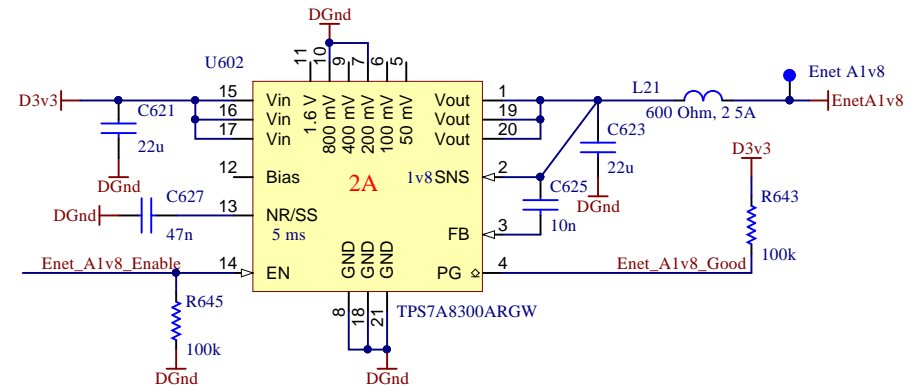 DGnd
U602
11
10
9
7
6
5
D3v3
15
Vin
16
Vin
17
Vin
1.6 V
800 mV
400 mV
200 mV
100 mV
50 mV
Vout
1
Vout
19
Vout
20
L21
600 Ohm, 2 5A
Enet A1v8
EnetA1v8
C621
22u
DGnd
12
Bias
2A
1v8
SNS
2
C623
22u
DGnd
D3v3
C627
DGnd
47n
13
NR/SS
5 ms
FB
3
C625
10n
R643
100k
Enet_A1v8_Enable
14
EN
GND
GND
GND
PG
4
Enet_A1v8_Good
R645
100k
DGnd
8
18
21
TPS7A8300ARGW
DGnd